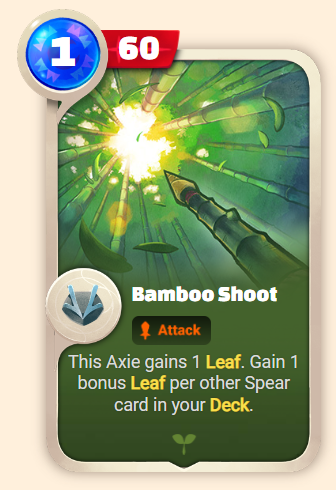 1
60
Bamboo Shoot
Attack
This Axie gains 1 Leaf. Gain 1
bonus Leaf per other Spear
card in your Deck.